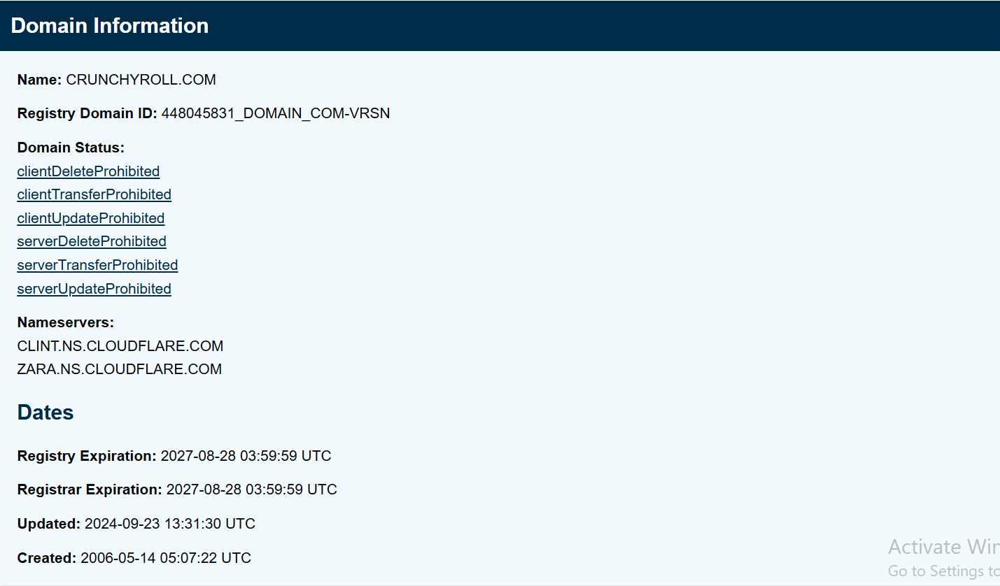 Domain Information
Name: CRUNCHYROLL.COM
Registry Domain ID: 448045831_DOMAIN_COM-VRSN
Domain Status:
clientDeleteProhibited
clientTransferProhibited
clientUpdateProhibited
serverDeleteProhibited
serverTransferProhibited
serverUpdateProhibited
Nameservers:
CLINT.NS.CLOUDFLARE.COM
ZARA.NS.CLOUDFLARE.COM
Dates
Registry Expiration: 2027-08-28 03:59:59 UTC
Registrar Expiration: 2027-08-28 03:59:59 UTC
Updated: 2024-09-23 13:31:30 UTC
Created: 2006-05-14 05:07:22 UTC
Activate Win
Go to Settings to